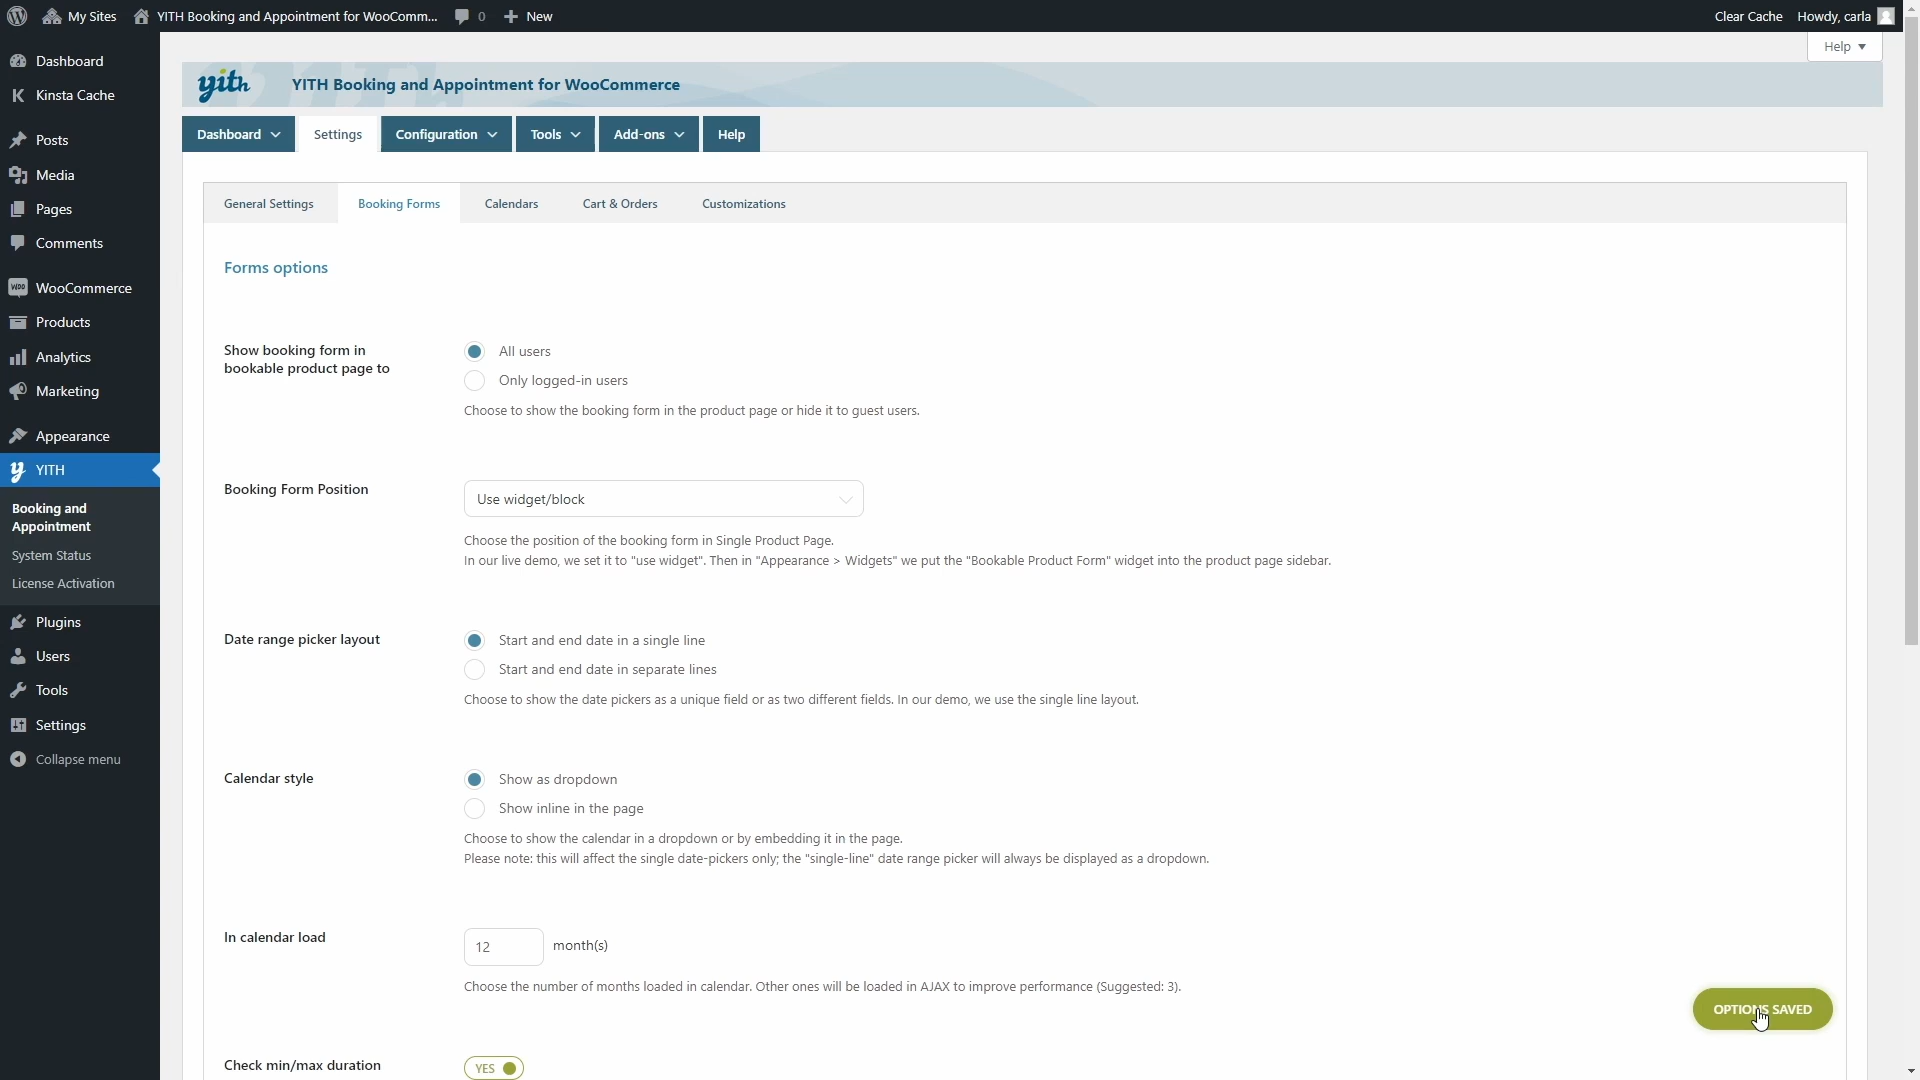 My Sites
YITH Booking and Appointment for WooComm...
0
New
Clear Cache
Howdy, carla
Help
Dashboard
Kinsta Cache
Posts
Media
Pages
Comments
WooCommerce
Products
Analytics
Marketing
Appearance
YITH
Booking and
Appointment
System Status
License Activation
Plugins
Users
Tools
Settings
Collapse menu
yith
YITH Booking and Appointment for WooCommerce
Dashboard
Settings
Configuration
Tools
Add-ons
Help
General Settings
Booking Forms
Calendars
Cart & Orders
Customizations
Forms options
Show booking form in
bookable product page to
All users
Only logged-in users
Choose to show the booking form in the product page or hide it to guest users.
Booking Form Position
Use widget/block
Choose the position of the booking form in Single Product Page.
In our live demo, we set it to "use widget". Then in "Appearance > Widgets" we put the "Bookable Product Form" widget into the product page sidebar.
Date range picker layout
Start and end date in a single line
Start and end date in separate lines
Choose to show the date pickers as a unique field or as two different fields. In our demo, we use the single line layout.
Calendar style
Show as dropdown
Show inline in the page
Choose to show the calendar in a dropdown or by embedding it in the page.
Please note: this will affect the single date-pickers only; the "single-line" date range picker will always be displayed as a dropdown.
In calendar load
12
month(s)
Choose the number of months loaded in calendar. Other ones will be loaded in AJAX to improve performance (Suggested: 3).
OPTIONS SAVED
Check min/max duration
YES